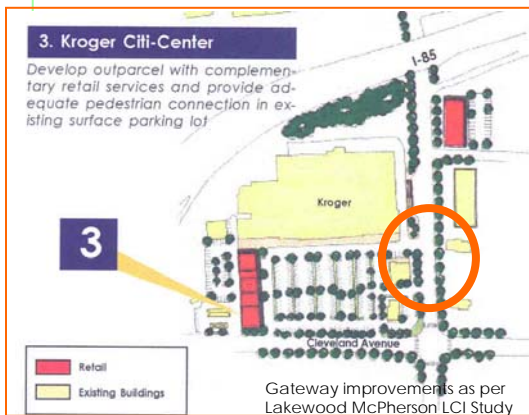 3. Kroger Citi-Center
Develop outparcel with complemen-
tary retail services and provide ad-
equate pedestrian connection in ex-
isting surface parking lot
I-85
Kroger
3
Cleveland Avenue
Retail
Existing Buildings
Gateway improvements as per
Lakewood McPherson LCI Study